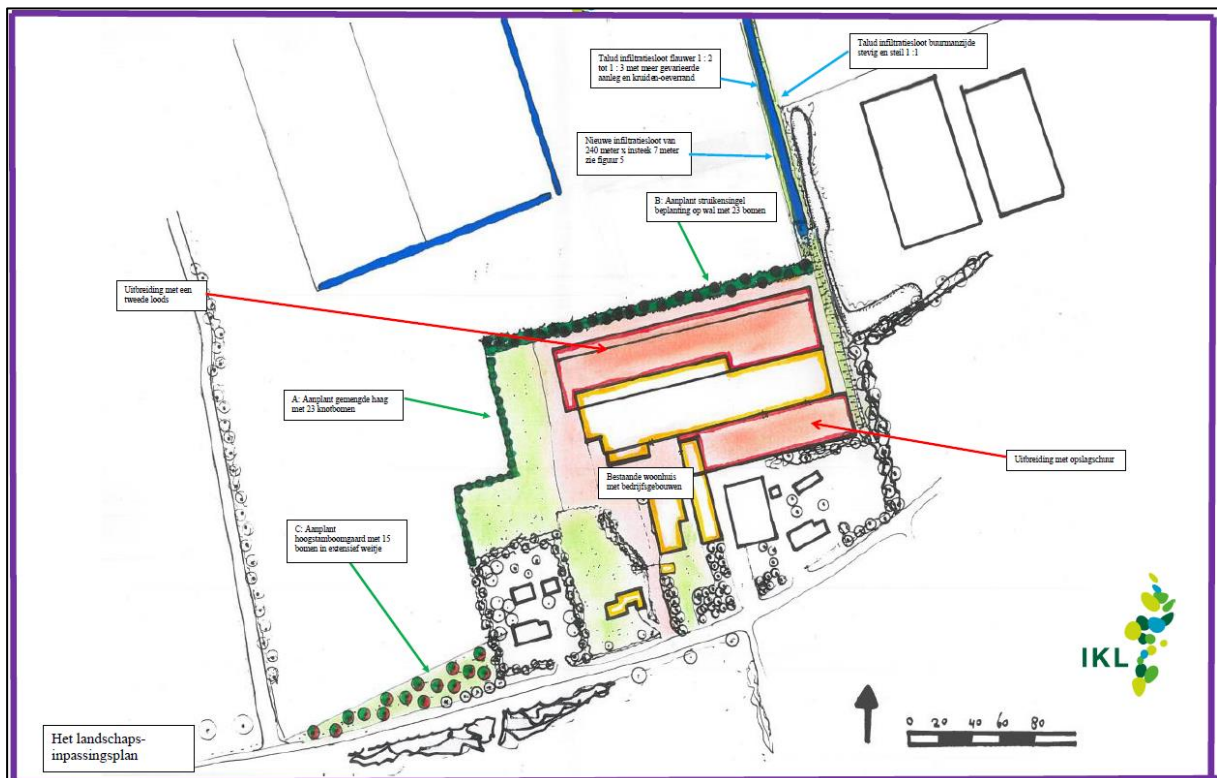 Talud infiltratiesloot flauwer 1 : 2
tot 1 : 3 met meer gevarieerde
aanleg en kruiden-oeverrand
Talud infiltratiesloot buurmanzijde
stevig en steil 1 :1
Nieuwe infiltratiesloot van
240 meter x insteek 7 meter
zie figuur 5
B: Aanplant struikensingel
beplanting op wal met 23 bomen
Uitbreiding met een
tweede loods
A: Aanplant gemengde haag
met 23 knotbomen
Uitbreiding met opslagschuur
Bestaande woonhuis
met bedrijfsgebouwen
C: Aanplant
hoogstamboomgaard met 15
bomen in extensief weitje
IKL
0 20 40 60 80
Het landschaps-
inpassingsplan